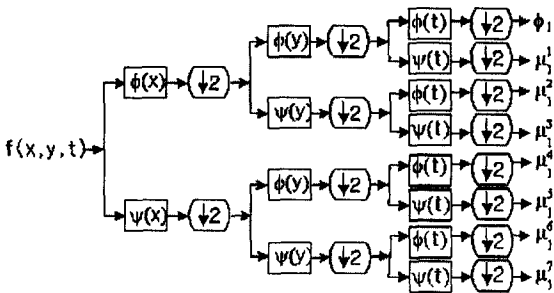 ϕ(t) ↓2 ϕ₁
ϕ(y) ↓2
ψ(t) ↓2 μ₁¹
ϕ(x) ↓2
ϕ(t) ↓2 μ₁²
ψ(y) ↓2
ψ(t) ↓2 μ₁³
f(x,y,t)
ϕ(t) ↓2 μ₁⁴
ϕ(y) ↓2
ψ(t) ↓2 μ₁⁵
ψ(x) ↓2
ϕ(t) ↓2 μ₁⁶
ψ(y) ↓2
ψ(t) ↓2 μ₁⁷